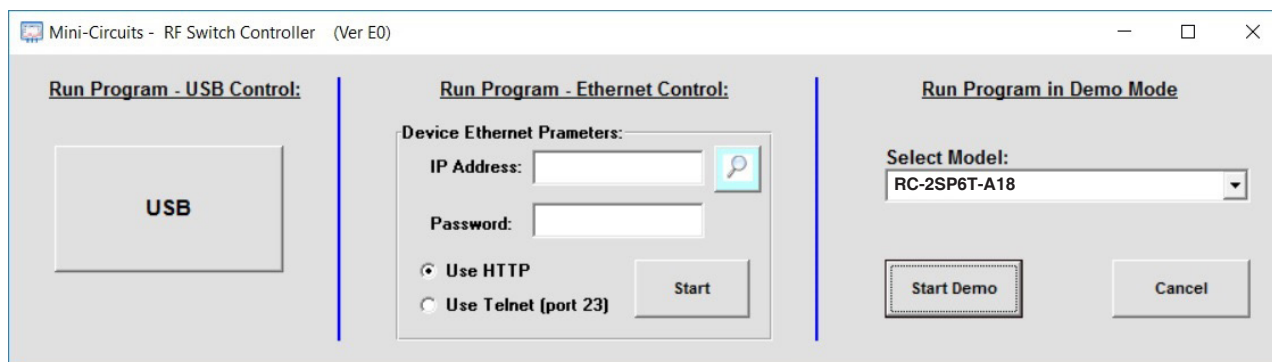 Mini-Circuits - RF Switch Controller (Ver E0)
Run Program - USB Control:
USB
Run Program - Ethernet Control:
Device Ethernet Prameters:
IP Address:
Password:
Use HTTP
Use Telnet (port 23)
Start
Run Program in Demo Mode
Select Model:
RC-2SP6T-A18
Start Demo
Cancel